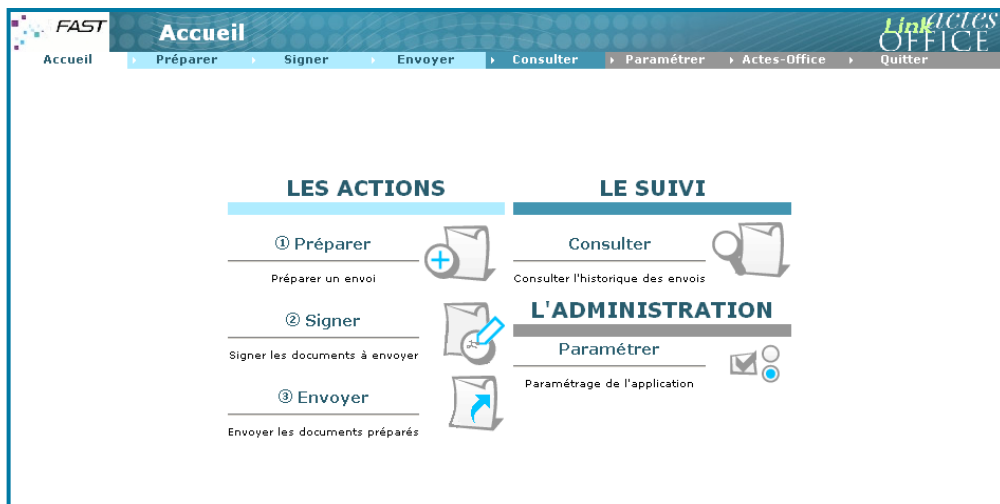 FAST
Accueil
Link actes
OFFICE
Accueil Préparer Signer Envoyer Consulter Paramétrer Actes-Office Quitter
LES ACTIONS
① Préparer
Préparer un envoi
② Signer
Signer les documents à envoyer
③ Envoyer
Envoyer les documents préparés
LE SUIVI
Consulter
Consulter l'historique des envois
L'ADMINISTRATION
Paramétrer
Paramétrage de l'application